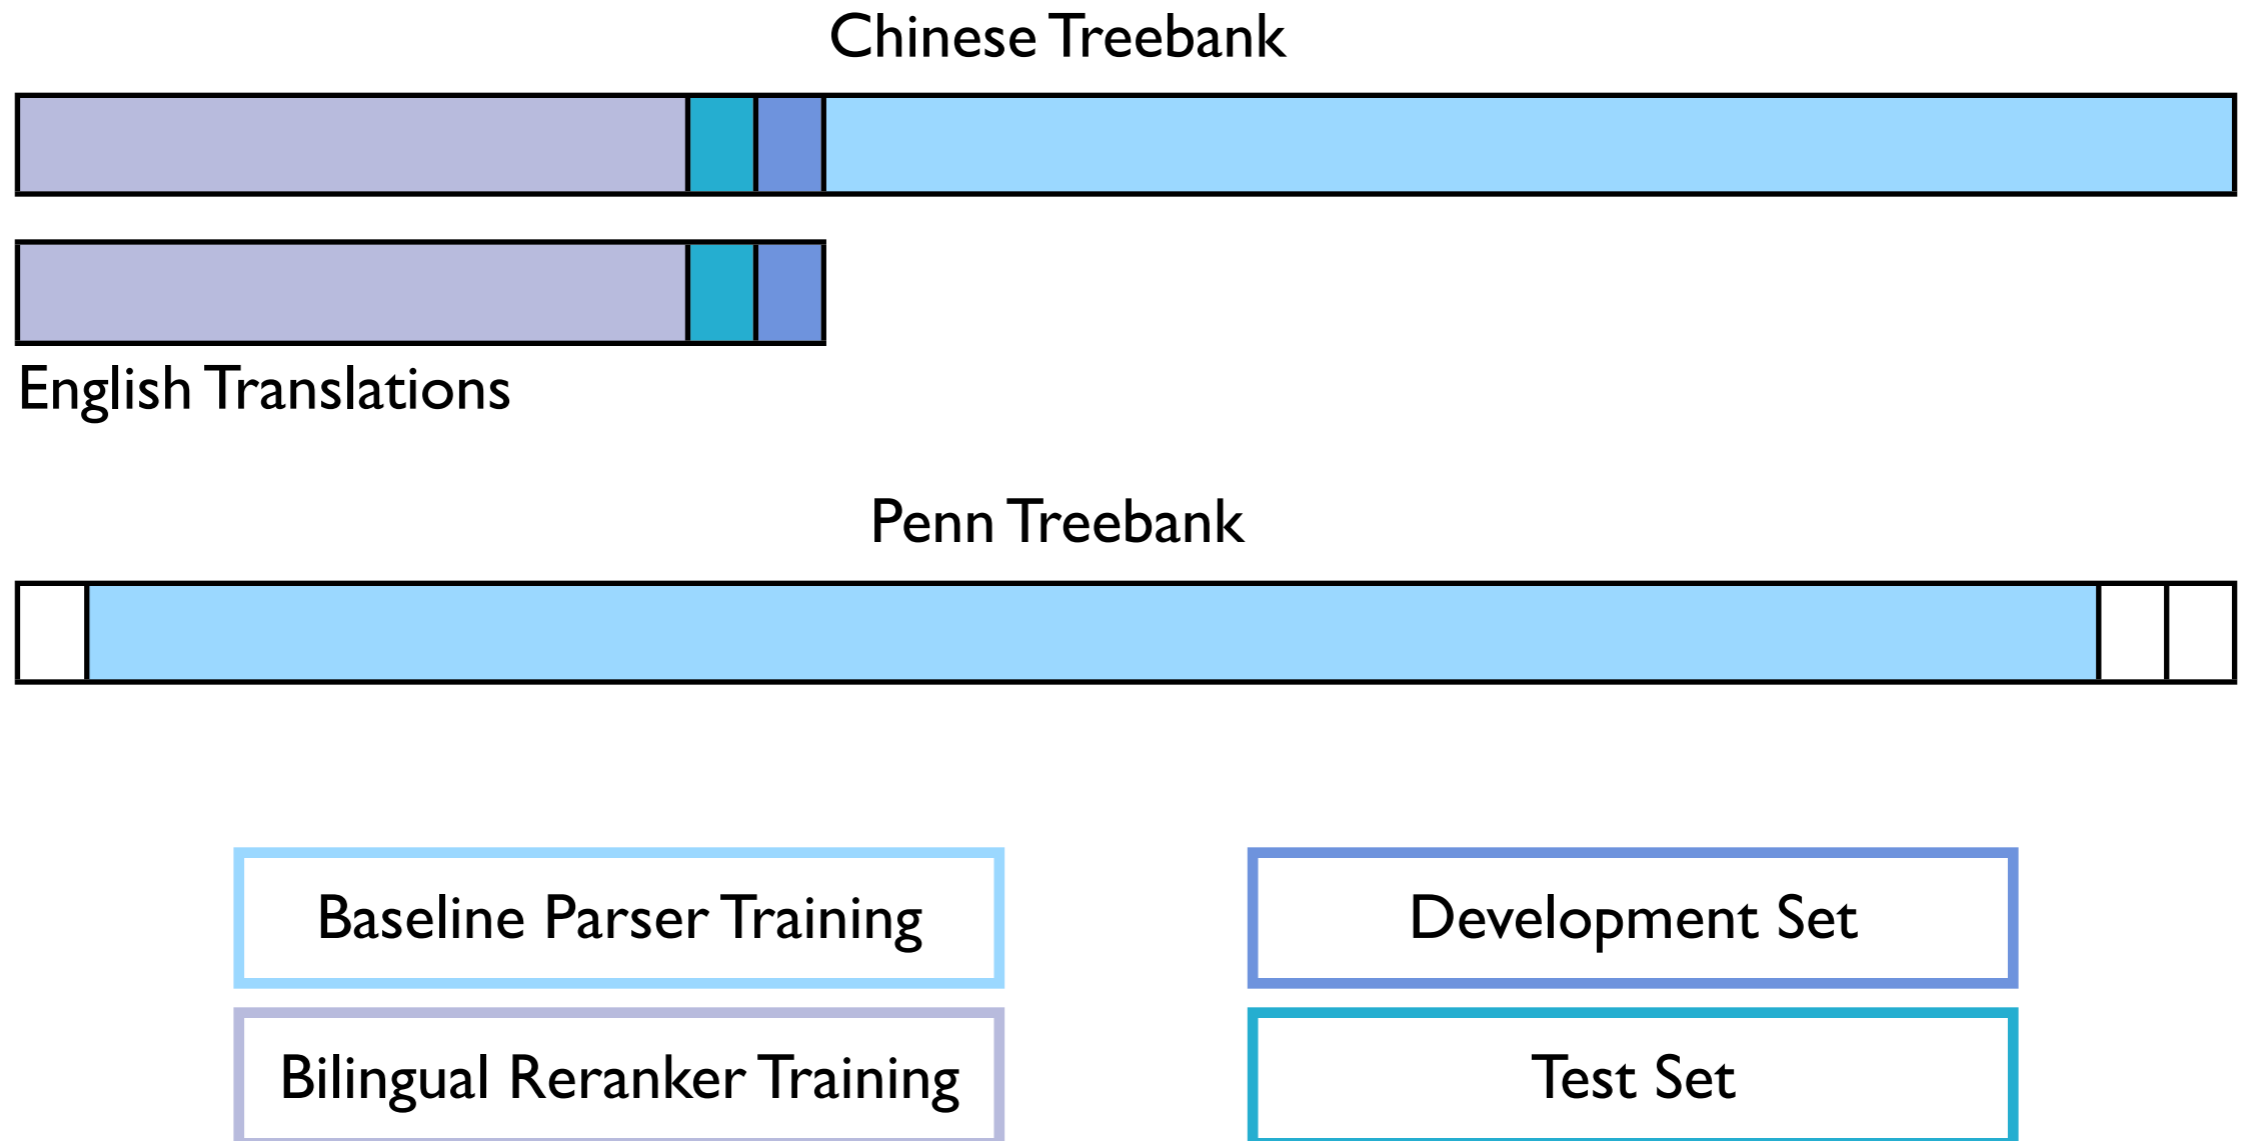 Chinese Treebank
English Translations
Penn Treebank
Baseline Parser Training
Development Set
Bilingual Reranker Training
Test Set